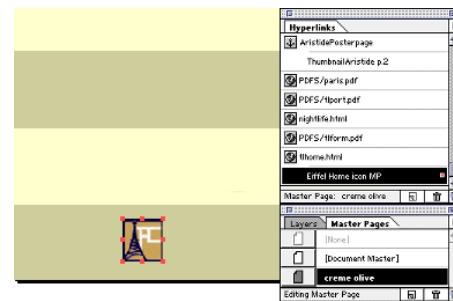 Hyperlinks
AristidePosterpage
ThumbnailAristide p.2
PDFS/paris.pdf
PDFS/tlport.pdf
nightlife.html
PDFS/tlform.pdf
tlhome.html
Eiffel Home icon MP
Master Page: creme olive
Layers
Master Pages
[None]
[Document Master]
creme olive
Editing Master Page